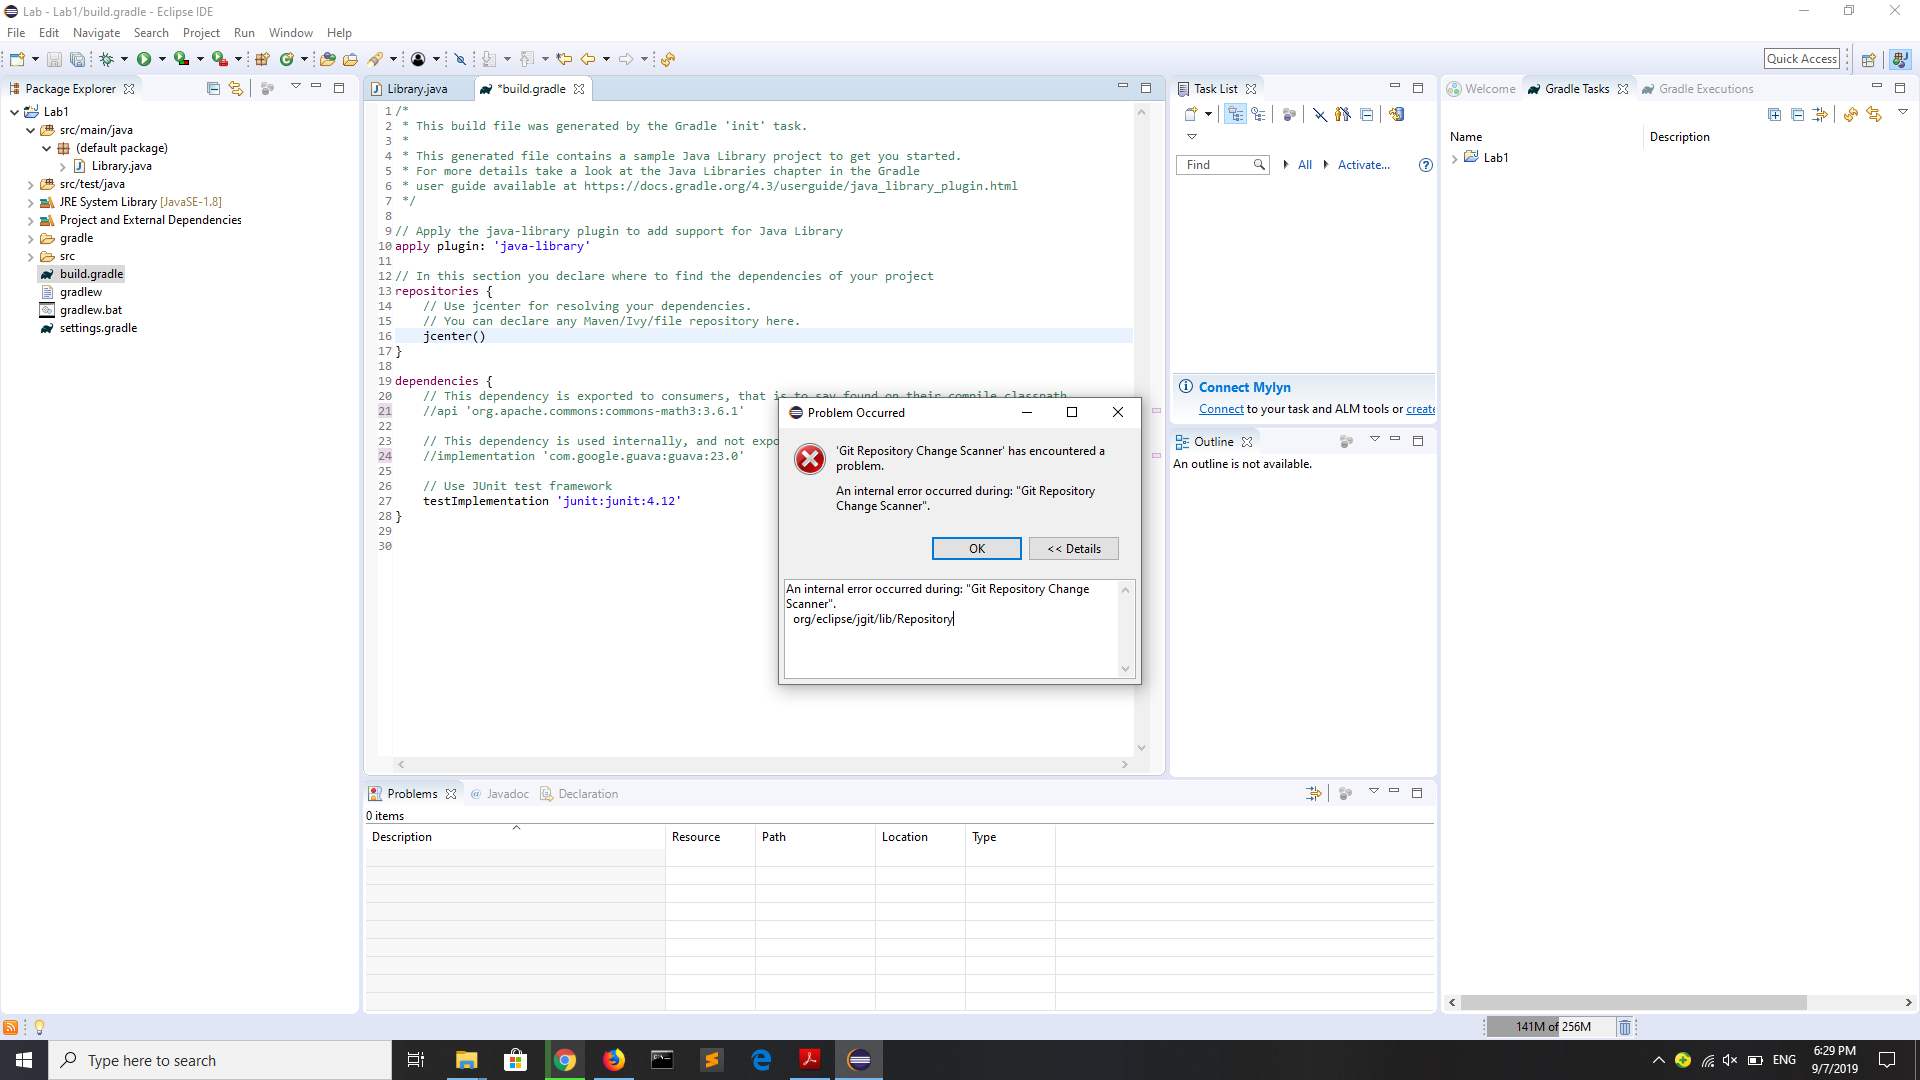 Lab - Lab1/build.gradle - Eclipse IDE
File Edit Navigate Search Project Run Window Help
Quick Access
Package Explorer
Lab1
src/main/java
(default package)
Library.java
src/test/java
JRE System Library [JavaSE-1.8]
Project and External Dependencies
gradle
src
build.gradle
gradlew
gradlew.bat
settings.gradle
Library.java
*build.gradle
1 /*
2 * This build file was generated by the Gradle 'init' task.
3 *
4 * This generated file contains a sample Java Library project to get you started.
5 * For more details take a look at the Java Libraries chapter in the Gradle
6 * user guide available at https://docs.gradle.org/4.3/userguide/java_library_plugin.html
7 */
8
9 // Apply the java-library plugin to add support for Java Library
10 apply plugin: 'java-library'
11
12 // In this section you declare where to find the dependencies of your project
13 repositories {
14 // Use jcenter for resolving your dependencies.
15 // You can declare any Maven/Ivy/file repository here.
16 jcenter()
17 }
18
19 dependencies {
20 // This dependency is exported to consumers, that is to say found on their compile classpath.
21 //api 'org.apache.commons:commons-math3:3.6.1'
22
23 // This dependency is used internally, and not expo
24 //implementation 'com.google.guava:guava:23.0'
25
26 // Use JUnit test framework
27 testImplementation 'junit:junit:4.12'
28 }
29
30
Problem Occurred
'Git Repository Change Scanner' has encountered a
problem.
An internal error occurred during: "Git Repository
Change Scanner".
OK
<< Details
An internal error occurred during: "Git Repository Change
Scanner".
org/eclipse/jgit/lib/Repository
Task List
Find
All
Activate...
Connect Mylyn
Connect to your task and ALM tools or create
Outline
An outline is not available.
Welcome
Gradle Tasks
Gradle Executions
Name Description
Lab1
Problems
@ Javadoc
Declaration
0 items
Description Resource Path Location Type
141M of 256M
Type here to search
ENG
6:29 PM
9/7/2019